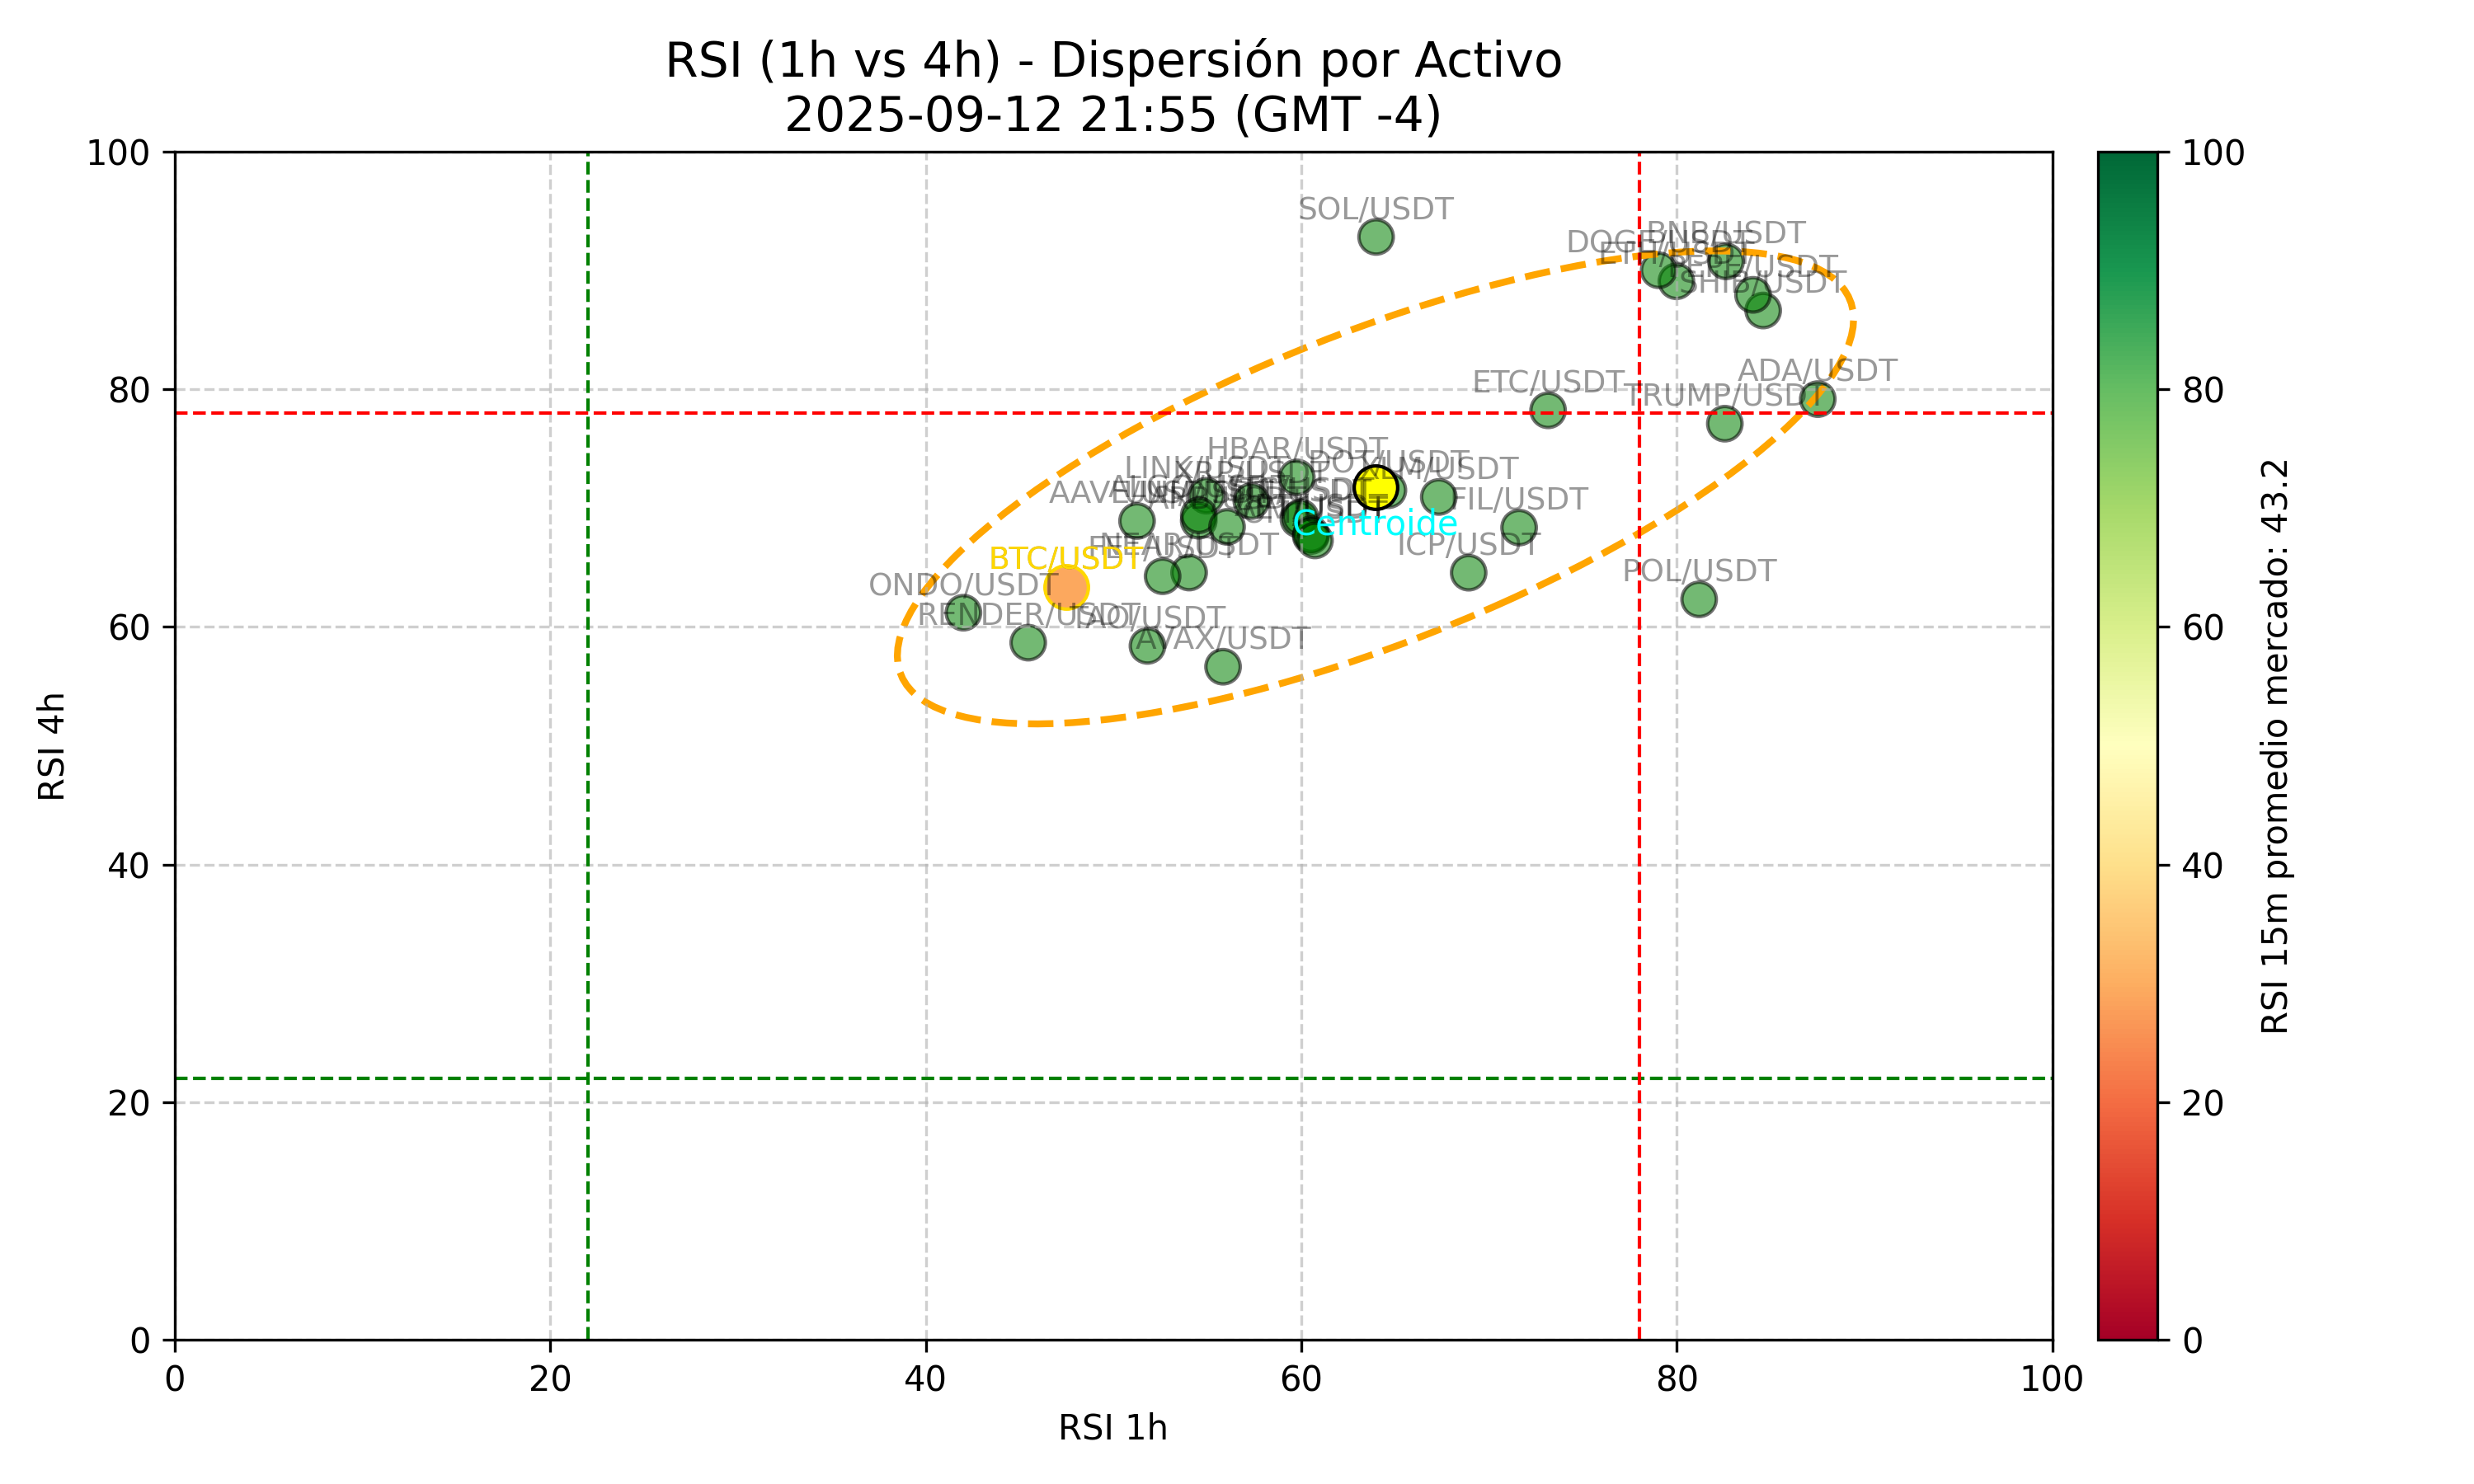 RSI (1h vs 4h) - Dispersión por Activo
2025-09-12 21:55 (GMT -4)
100
80
60
40
20
0
0
20
40
60
80
100
RSI 4h
RSI 1h
SOL/USDT
BNB/USDT
SHIB/USDT
ADA/USDT
ETC/USDT
TRUMP/USDT
HBAR/USDT
XLM/USDT
FIL/USDT
Centroide
ICP/USDT
NEAR/USDT
BTC/USDT
ONDO/USDT
RENDER/USDT
TAO/USDT
AVAX/USDT
POL/USDT
100
80
60
40
20
0
RSI 15m promedio mercado: 43.2